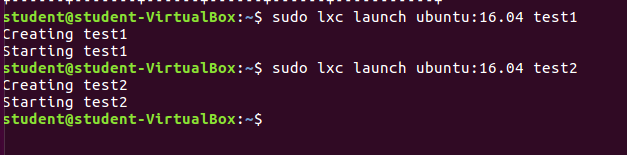 student@student-VirtualBox:~$ sudo lxc launch ubuntu:16.04 test1
Creating test1
Starting test1
student@student-VirtualBox:~$ sudo lxc launch ubuntu:16.04 test2
Creating test2
Starting test2
student@student-VirtualBox:~$